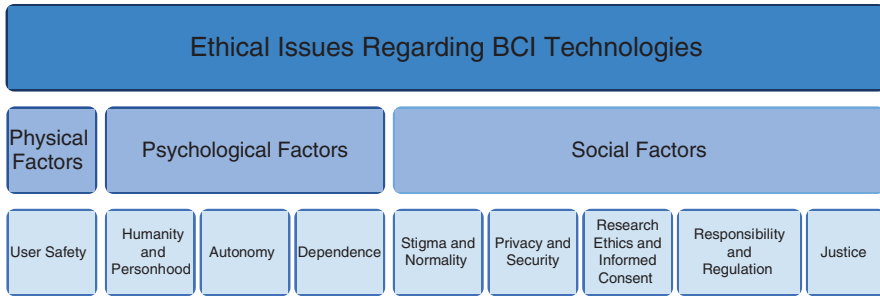 Ethical Issues Regarding BCI Technologies
Physical
Factors
Psychological Factors
Social Factors
User Safety
Humanity
and
Personhood
Autonomy
Dependence
Stigma and
Normality
Privacy and
Security
Research
Ethics and
Informed
Consent
Responsibility
and
Regulation
Justice